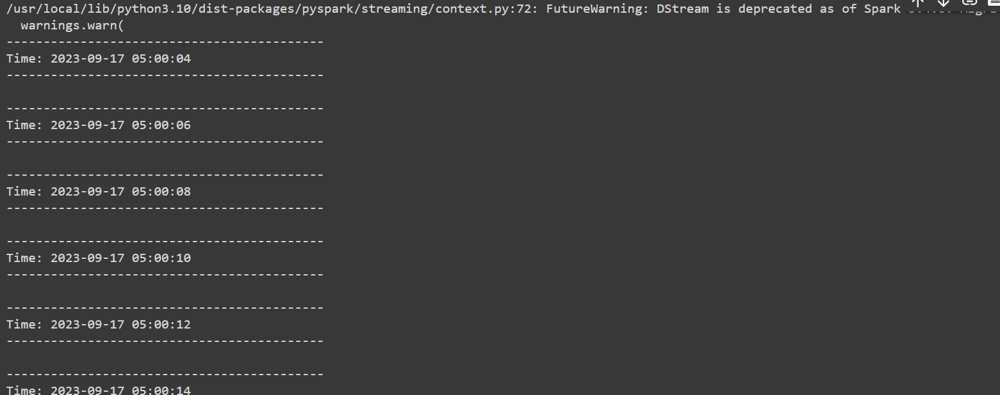 /usr/local/lib/python3.10/dist-packages/pyspark/streaming/context.py:72: FutureWarning: DStream is deprecated as of Spark
warnings.warn(
-------------------------------------------
Time: 2023-09-17 05:00:04
-------------------------------------------
-------------------------------------------
Time: 2023-09-17 05:00:06
-------------------------------------------
-------------------------------------------
Time: 2023-09-17 05:00:08
-------------------------------------------
-------------------------------------------
Time: 2023-09-17 05:00:10
-------------------------------------------
-------------------------------------------
Time: 2023-09-17 05:00:12
-------------------------------------------
-------------------------------------------
Time: 2023-09-17 05:00:14